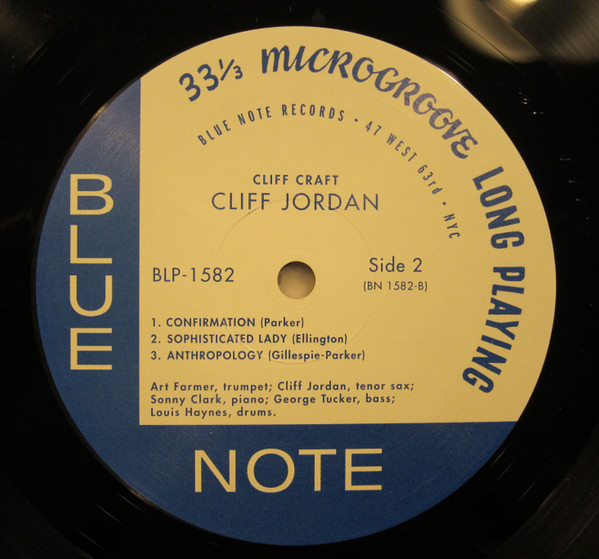 33⅓ MICROGROOVE LONG PLAYING
BLUE NOTE RECORDS • 47 WEST 63rd • NYC
CLIFF CRAFT
CLIFF JORDAN
BLP-1582
Side 2
(BN 1582-B)
1. CONFIRMATION (Parker)
2. SOPHISTICATED LADY (Ellington)
3. ANTHROPOLOGY (Gillespie-Parker)
Art Farmer, trumpet; Cliff Jordan, tenor sax;
Sonny Clark, piano; George Tucker, bass;
Louis Haynes, drums.
BLUE
NOTE